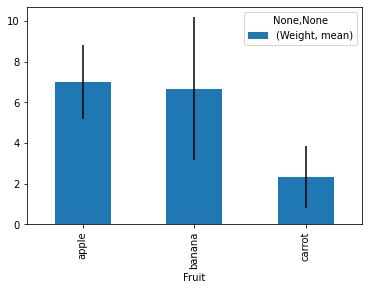 None,None
(Weight, mean)
10
8
6
4
2
0
apple
banana
carrot
Fruit